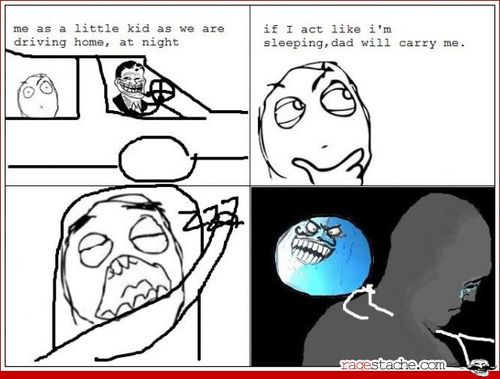 me as a little kid as we are
driving home, at night
if I act like i'm
sleeping,dad will carry me.
zzz
ragestache.com